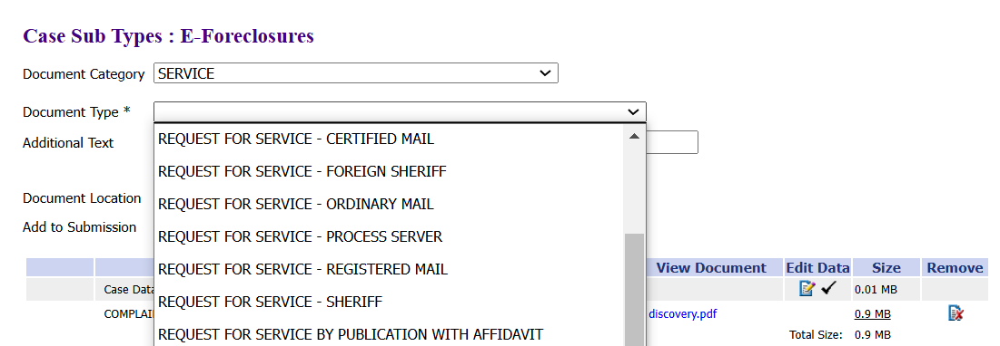 Case Sub Types : E-Foreclosures
Document Category SERVICE
Document Type *
Additional Text
REQUEST FOR SERVICE - CERTIFIED MAIL
REQUEST FOR SERVICE - FOREIGN SHERIFF
REQUEST FOR SERVICE - ORDINARY MAIL
REQUEST FOR SERVICE - PROCESS SERVER
REQUEST FOR SERVICE - REGISTERED MAIL
REQUEST FOR SERVICE - SHERIFF
REQUEST FOR SERVICE BY PUBLICATION WITH AFFIDAVIT
Document Location
Add to Submission
View Document Edit Data Size Remove
Case Data 0.01 MB
COMPLAI discovery.pdf 0.9 MB
Total Size: 0.9 MB